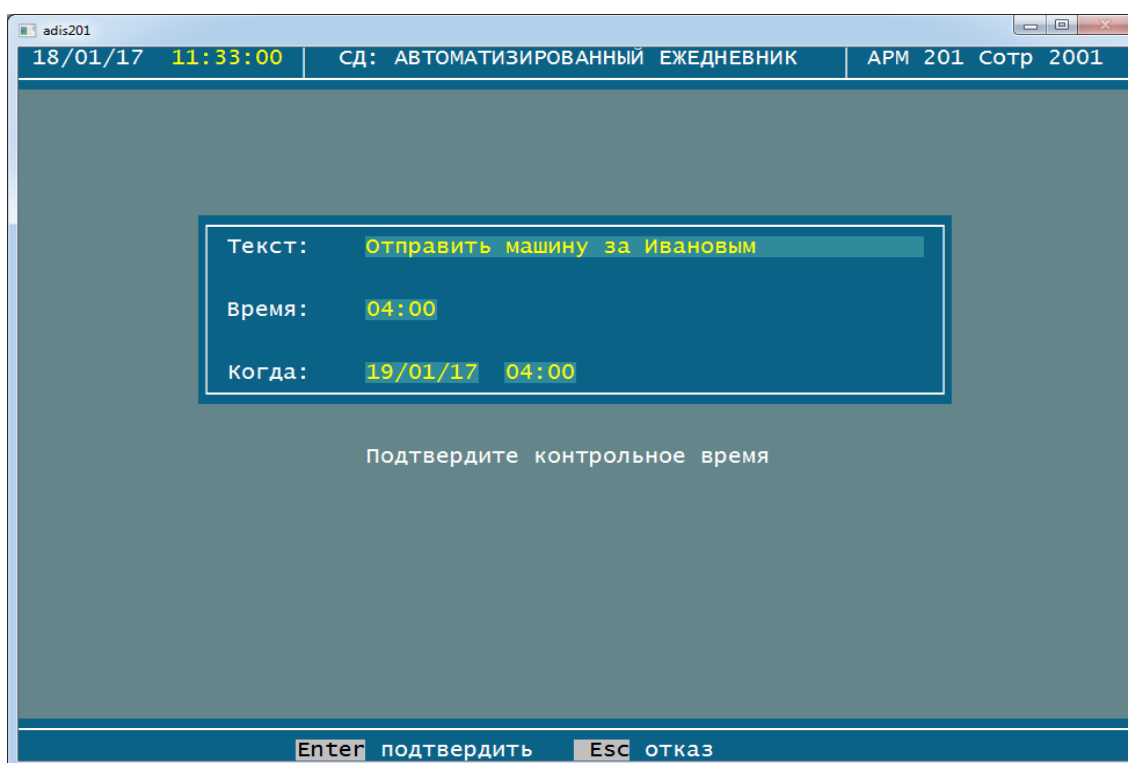 adis201
18/01/17 11:33:00 СД: АВТОМАТИЗИРОВАННЫЙ ЕЖЕДНЕВНИК АРМ 201 Сотр 2001
Текст: Отправить машину за Ивановым
Время: 04:00
Когда: 19/01/17 04:00
Подтвердите контрольное время
Enter подтвердить Esc отказ